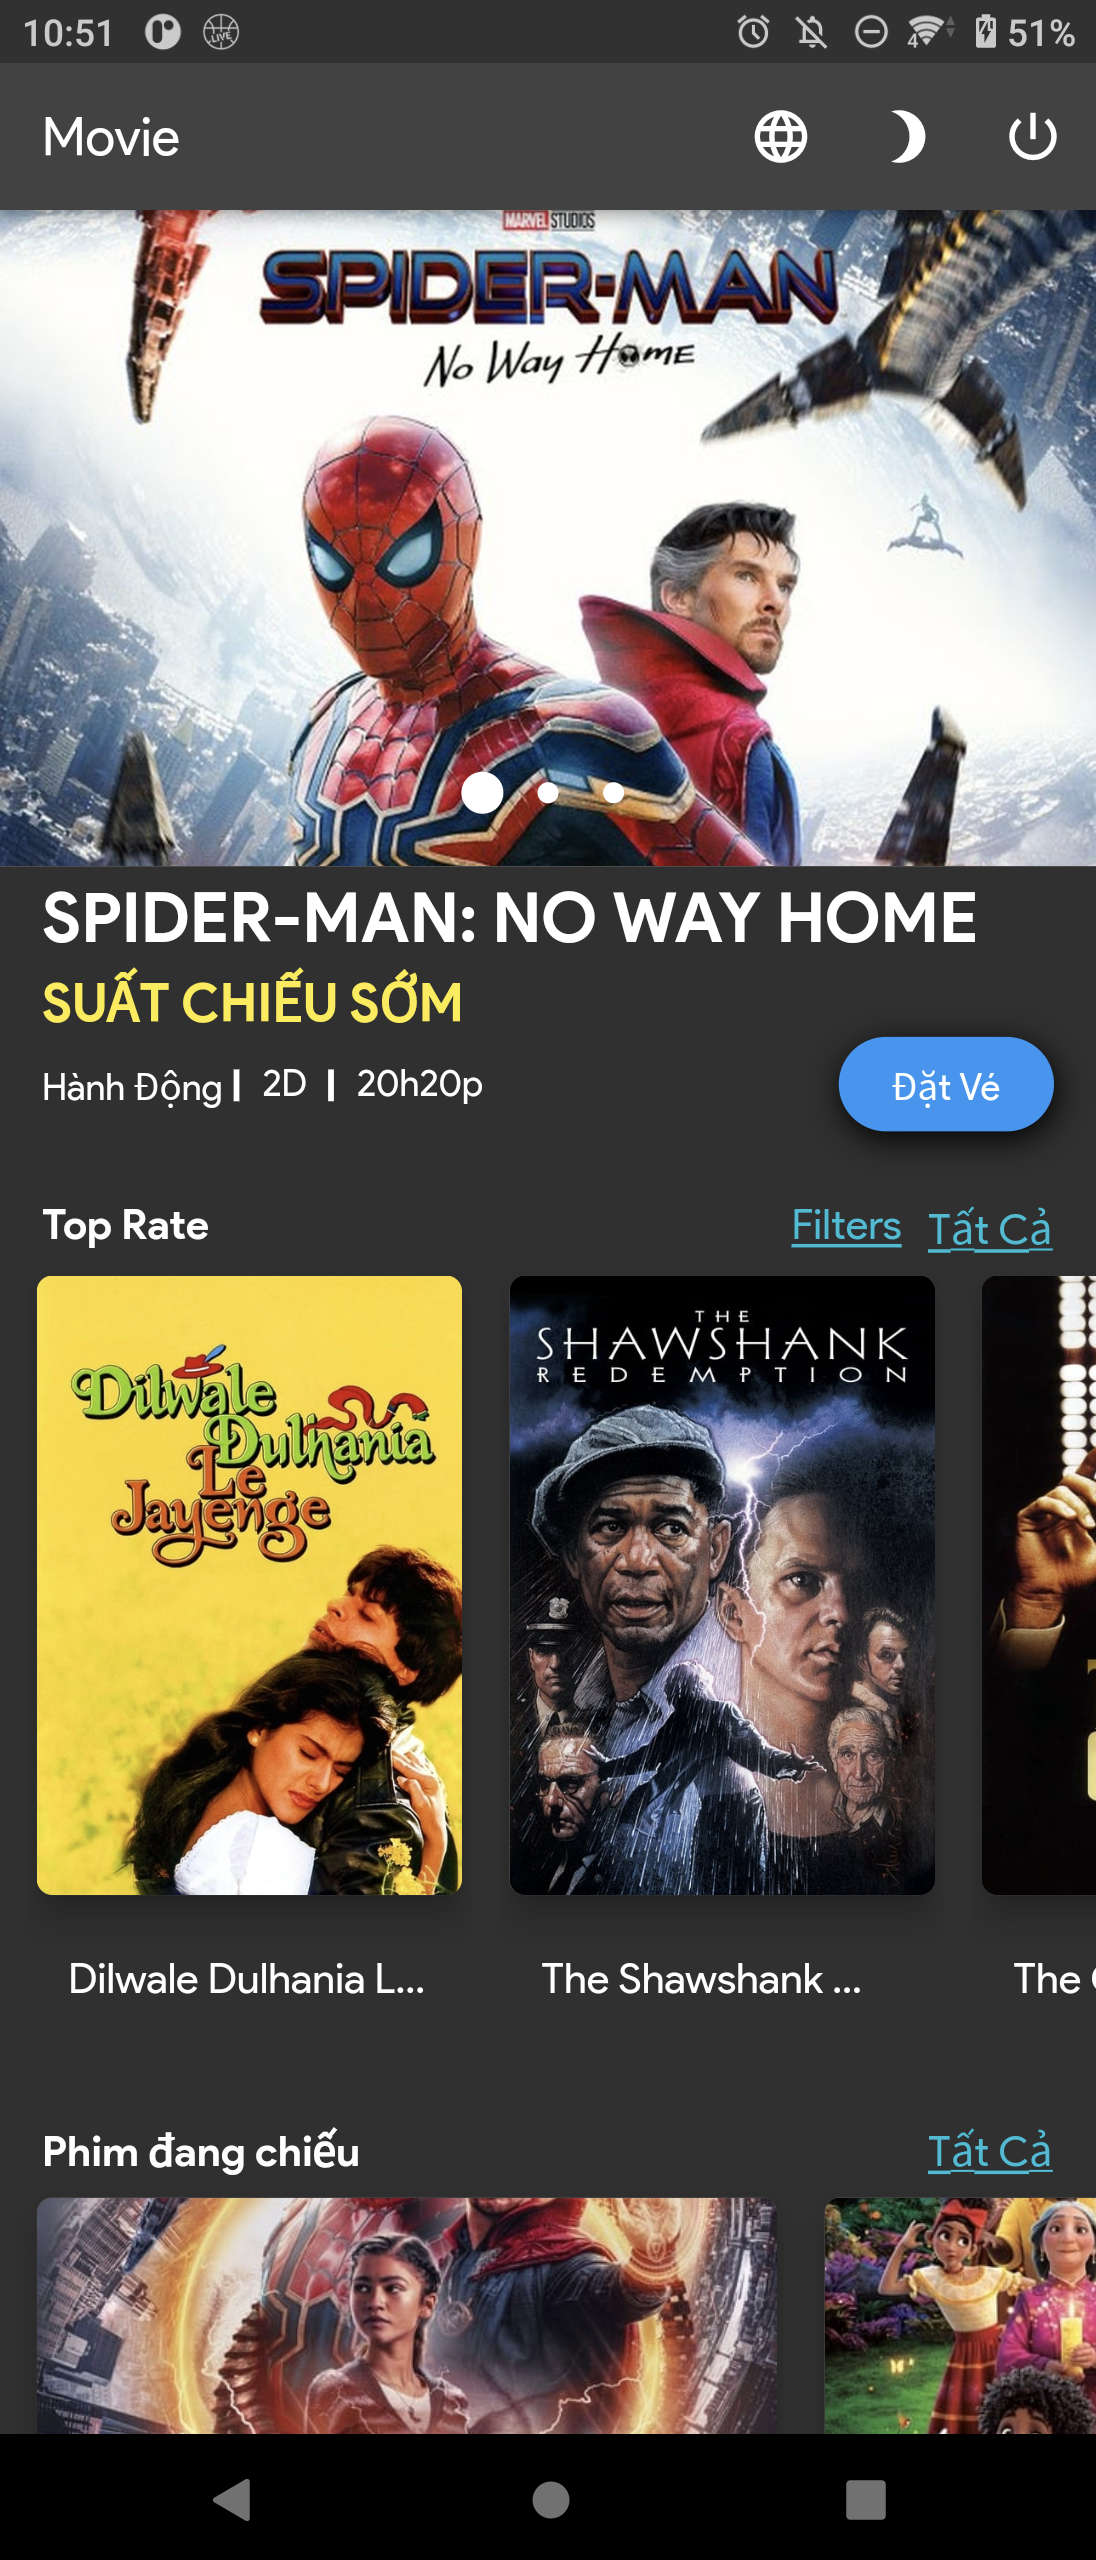 10:51
LIVE
4
51%
Movie
MARVEL STUDIOS
SPIDER-MAN
No Way Home
SPIDER-MAN: NO WAY HOME
SUẤT CHIẾU SỚM
Hành Động | 2D | 20h20p
Đặt Vé
Top Rate
Filters Tất Cả
Dilwale
Dulhania
Le
Jayenge
THE
SHAWSHANK
REDEMPTION
Dilwale Dulhania L...
The Shawshank ...
The
Phim đang chiếu
Tất Cả